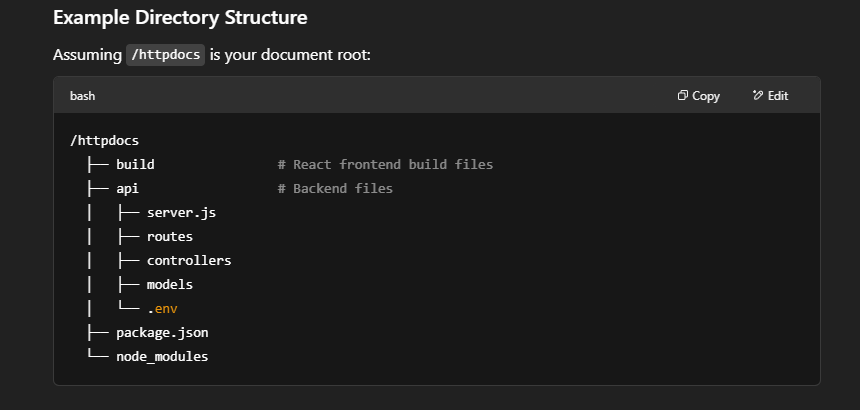 Example Directory Structure
Assuming /httpdocs is your document root:
bash Copy Edit
/httpdocs
├── build # React frontend build files
├── api # Backend files
│ ├── server.js
│ ├── routes
│ ├── controllers
│ ├── models
│ └── .env
├── package.json
└── node_modules